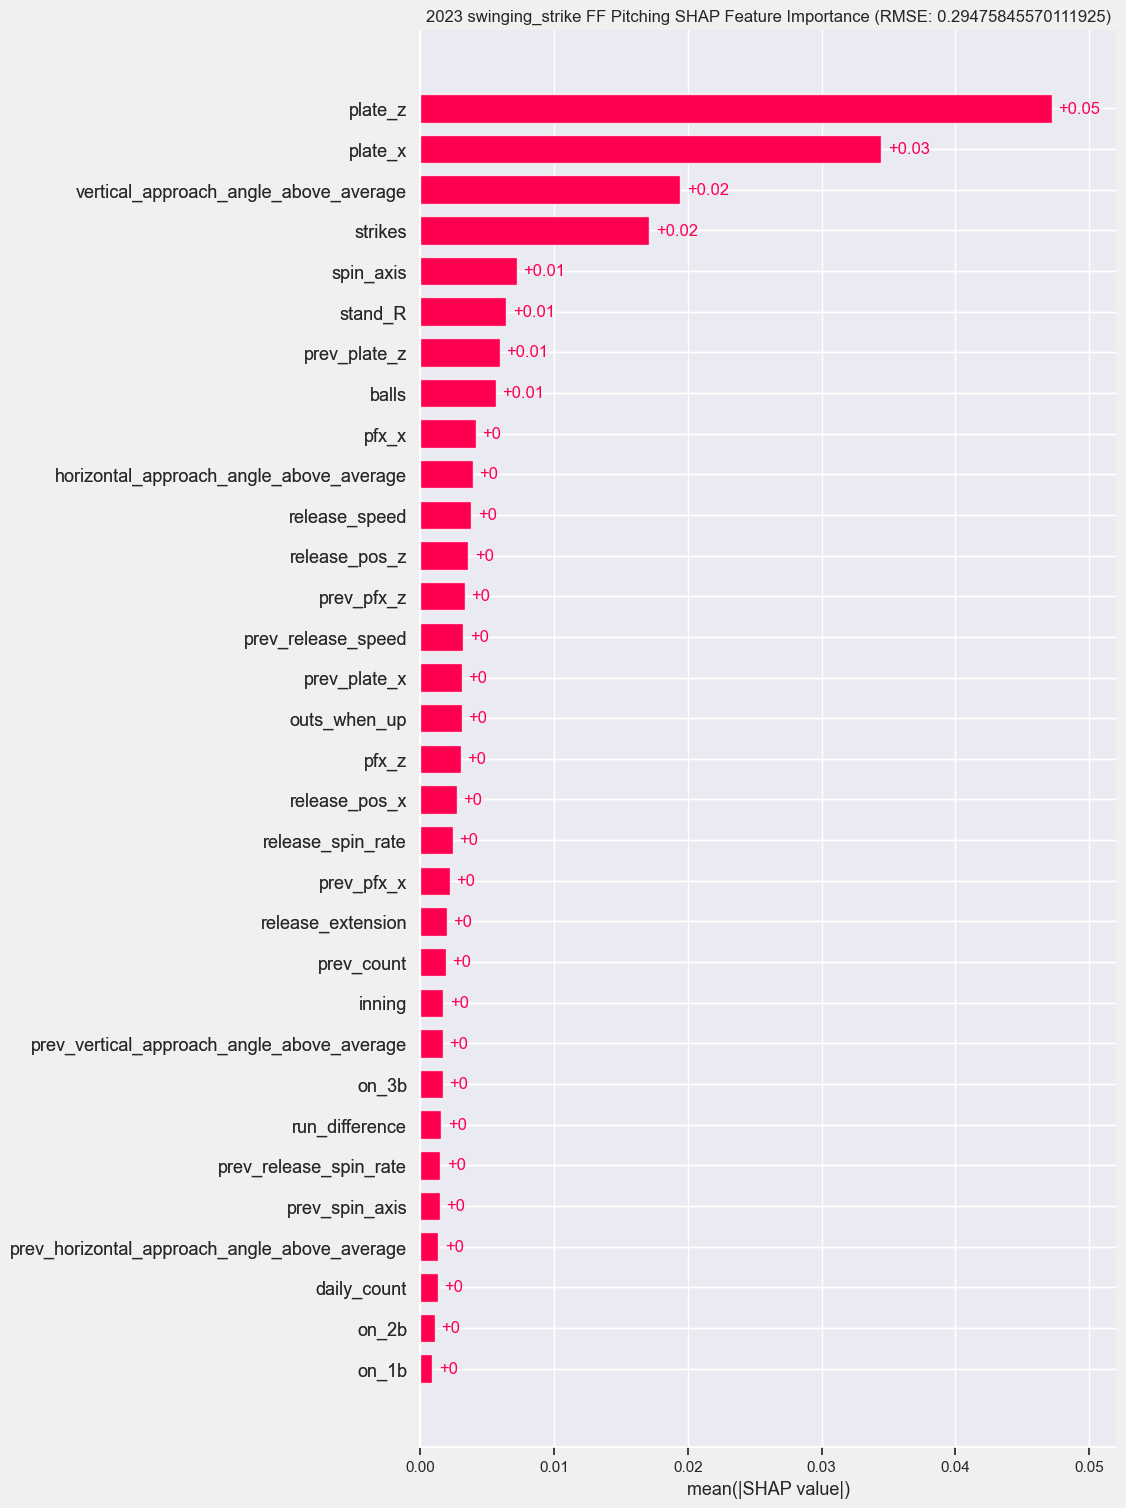 2023 swinging_strike FF Pitching SHAP Feature Importance (RMSE: 0.29475845570111925)
plate_z +0.05
plate_x +0.03
vertical_approach_angle_above_average +0.02
strikes +0.02
spin_axis +0.01
stand_R +0.01
prev_plate_z +0.01
balls +0.01
pfx_x +0
horizontal_approach_angle_above_average +0
release_speed +0
release_pos_z +0
prev_pfx_z +0
prev_release_speed +0
prev_plate_x +0
outs_when_up +0
pfx_z +0
release_pos_x +0
release_spin_rate +0
prev_pfx_x +0
release_extension +0
prev_count +0
inning +0
prev_vertical_approach_angle_above_average +0
on_3b +0
run_difference +0
prev_release_spin_rate +0
prev_spin_axis +0
prev_horizontal_approach_angle_above_average +0
daily_count +0
on_2b +0
on_1b +0
0.00 0.01 0.02 0.03 0.04 0.05
mean(|SHAP value|)